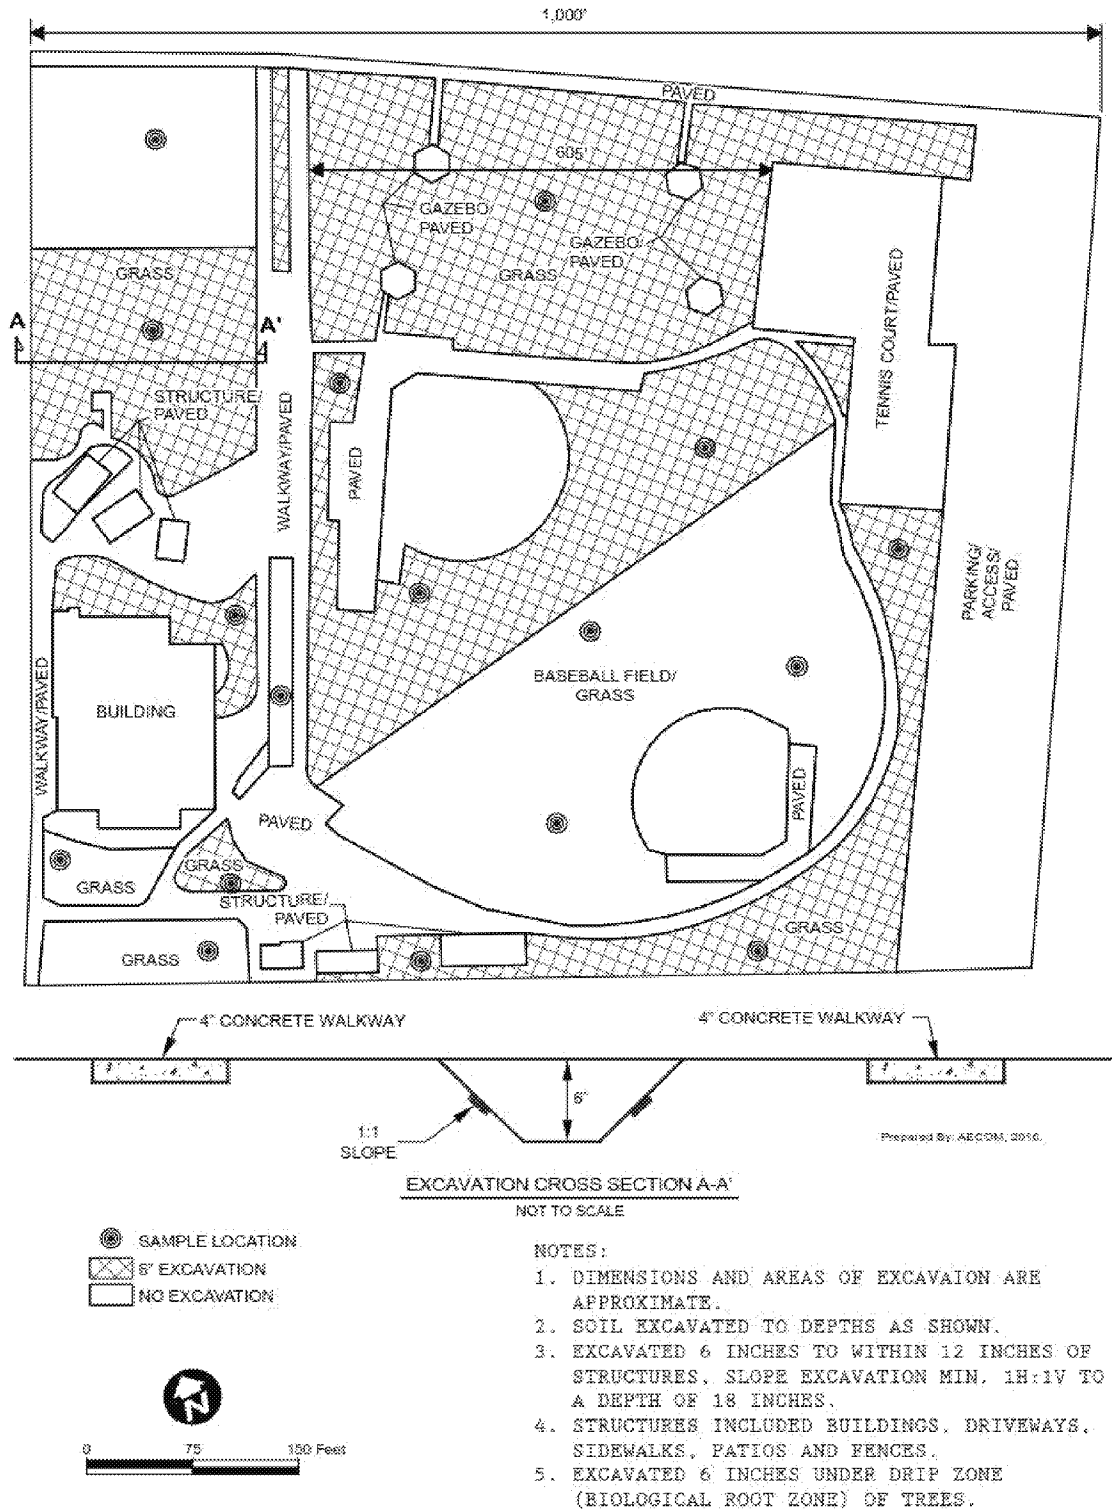 1,000'
PAVED
605'
GAZEBO/
PAVED
GAZEBO/
PAVED
GRASS
GRASS
A
A'
STRUCTURE/
PAVED
WALKWAY/PAVED
PAVED
TENNIS COURT/PAVED
PARKING/
ACCESS/
PAVED
BASEBALL FIELD/
GRASS
BUILDING
WALKWAY/PAVED
PAVED
PAVED
GRASS
GRASS
STRUCTURE/
PAVED
GRASS
GRASS
4" CONCRETE WALKWAY
4" CONCRETE WALKWAY
6"
1:1
SLOPE
Prepared By: AECOM, 2016.
EXCAVATION CROSS SECTION A-A'
NOT TO SCALE
SAMPLE LOCATION
6" EXCAVATION
NO EXCAVATION
N
0 75 150 Feet
NOTES:
1. DIMENSIONS AND AREAS OF EXCAVAION ARE
APPROXIMATE.
2. SOIL EXCAVATED TO DEPTHS AS SHOWN.
3. EXCAVATED 6 INCHES TO WITHIN 12 INCHES OF
STRUCTURES, SLOPE EXCAVATION MIN. 1H:1V TO
A DEPTH OF 18 INCHES.
4. STRUCTURES INCLUDED BUILDINGS, DRIVEWAYS,
SIDEWALKS, PATIOS AND FENCES.
5. EXCAVATED 6 INCHES UNDER DRIP ZONE
(BIOLOGICAL ROOT ZONE) OF TREES.